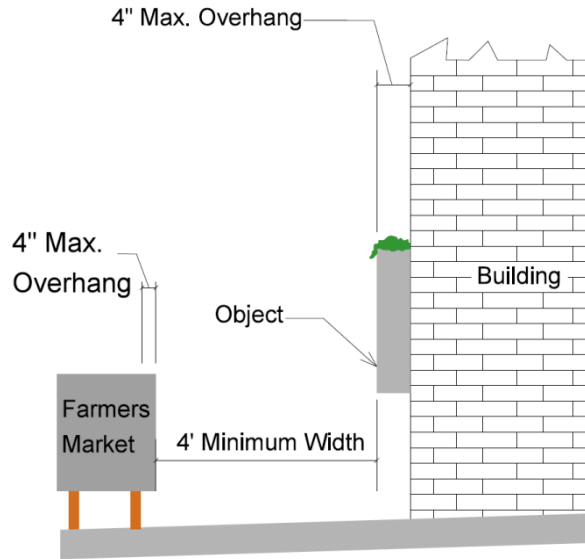 4" Max. Overhang
4" Max.
Overhang
Building
Object
Farmers
Market
4' Minimum Width